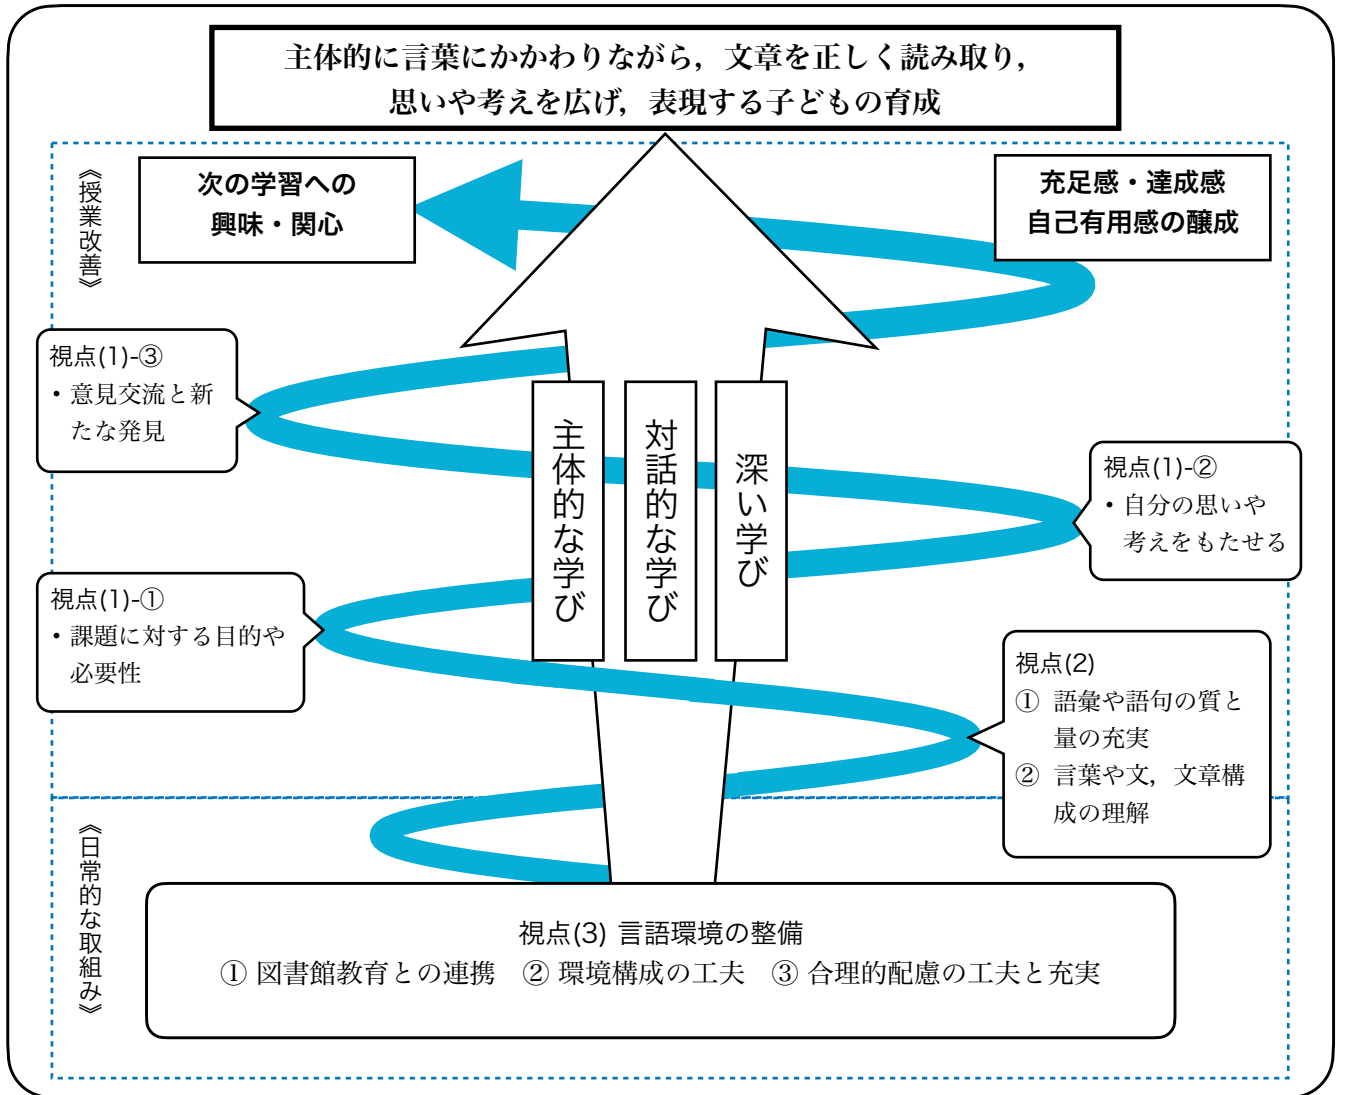 主体的に言葉にかかわりながら，文章を正しく読み取り，
思いや考えを広げ，表現する子どもの育成
《授業改善》
次の学習への
興味・関心
充足感・達成感
自己有用感の醸成
視点(1)-③
・意見交流と新
たな発見
主体的な学び
対話的な学び
深い学び
視点(1)-②
・自分の思いや
考えをもたせる
視点(1)-①
・課題に対する目的や
必要性
視点(2)
① 語彙や語句の質と
量の充実
② 言葉や文，文章構
成の理解
《日常的な取組み》
視点(3) 言語環境の整備
① 図書館教育との連携　② 環境構成の工夫　③ 合理的配慮の工夫と充実